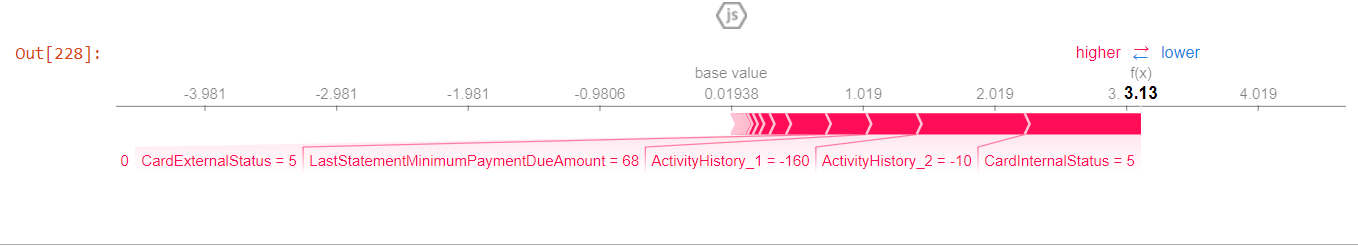 js
Out[228]:
higher ⇄ lower
base value f(x)
-3.981 -2.981 -1.981 -0.9806 0.01938 1.019 2.019 3. 3.13 4.019
0 CardExternalStatus = 5 LastStatementMinimumPaymentDueAmount = 68 ActivityHistory_1 = -160 ActivityHistory_2 = -10 CardInternalStatus = 5